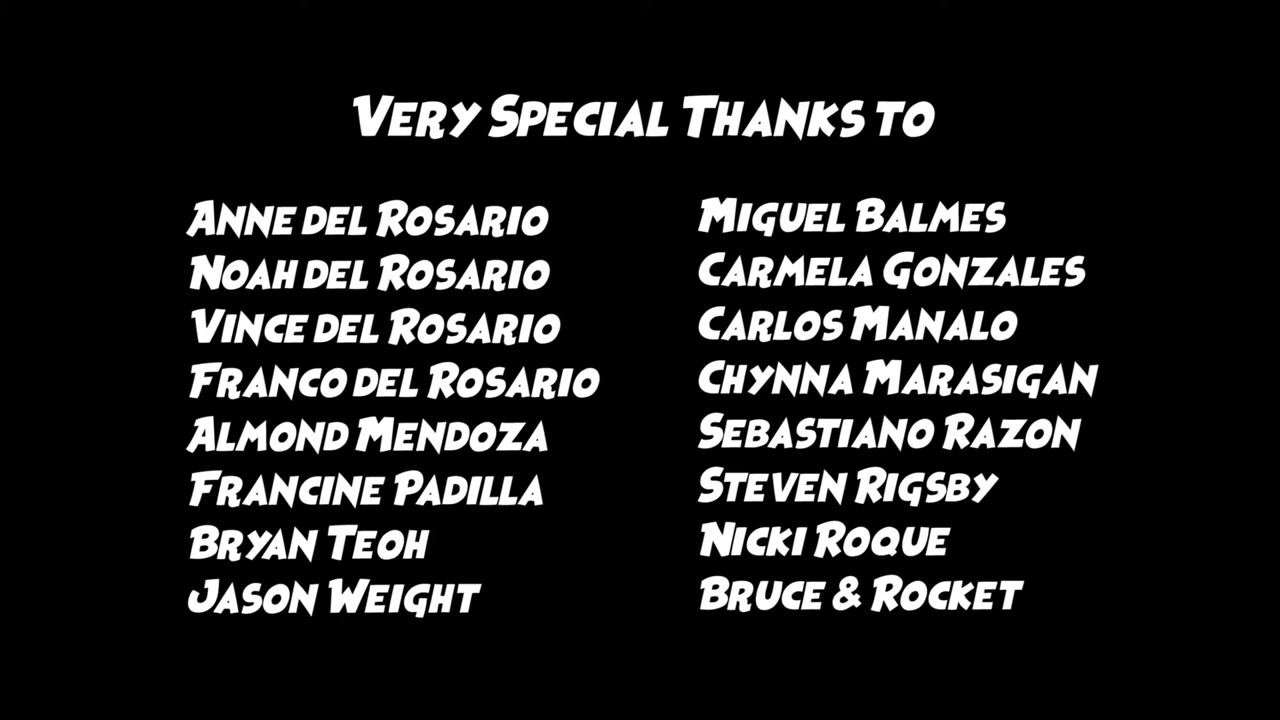 Very Special Thanks to
Anne del Rosario
Noah del Rosario
Vince del Rosario
Franco del Rosario
Almond Mendoza
Francine Padilla
Bryan Teoh
Jason Weight
Miguel Balmes
Carmela Gonzales
Carlos Manalo
Chynna Marasigan
Sebastiano Razon
Steven Rigsby
Nicki Roque
Bruce & Rocket